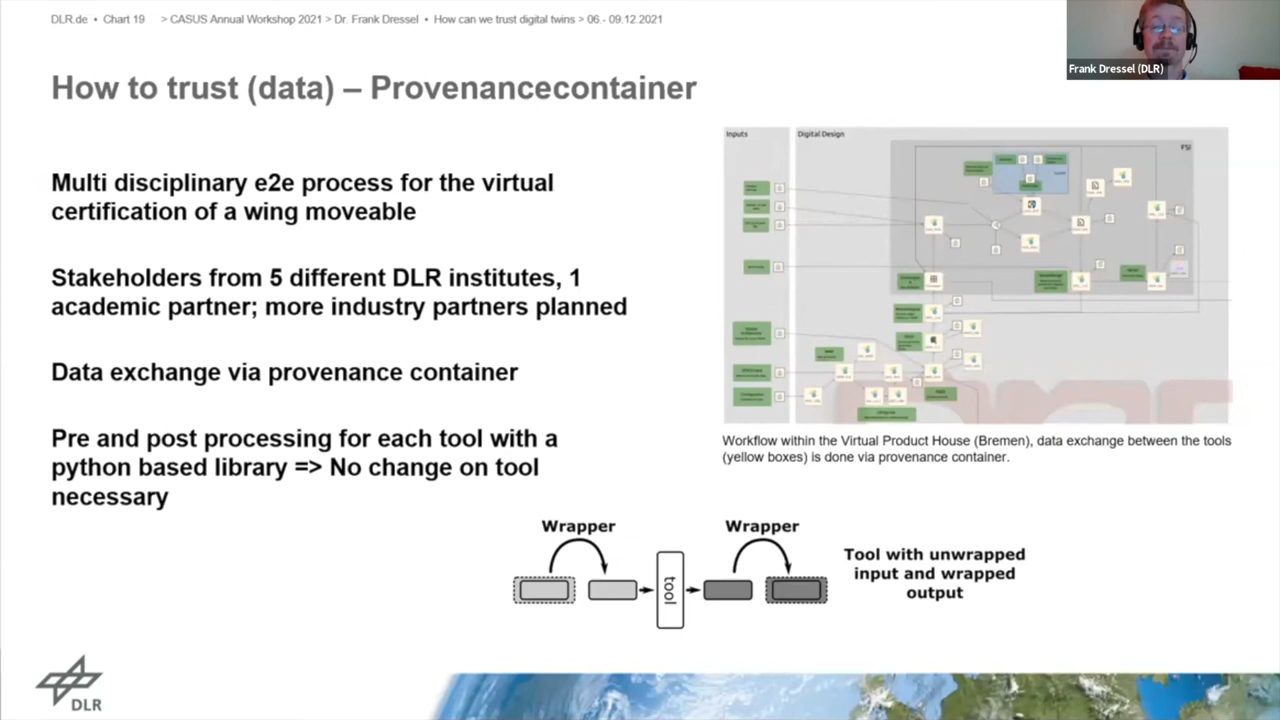 DLR.de • Chart 19 > CASUS Annual Workshop 2021 > Dr. Frank Dressel • How can we trust digital twins > 06.- 09.12.2021
Frank Dressel (DLR)
How to trust (data) – Provenancecontainer
Multi disciplinary e2e process for the virtual
certification of a wing moveable
Stakeholders from 5 different DLR institutes, 1
academic partner; more industry partners planned
Data exchange via provenance container
Pre and post processing for each tool with a
python based library => No change on tool
necessary
Inputs
Digital Design
FSI
Workflow within the Virtual Product House (Bremen), data exchange between the tools
(yellow boxes) is done via provenance container.
Wrapper
Wrapper
tool
Tool with unwrapped
input and wrapped
output
DLR